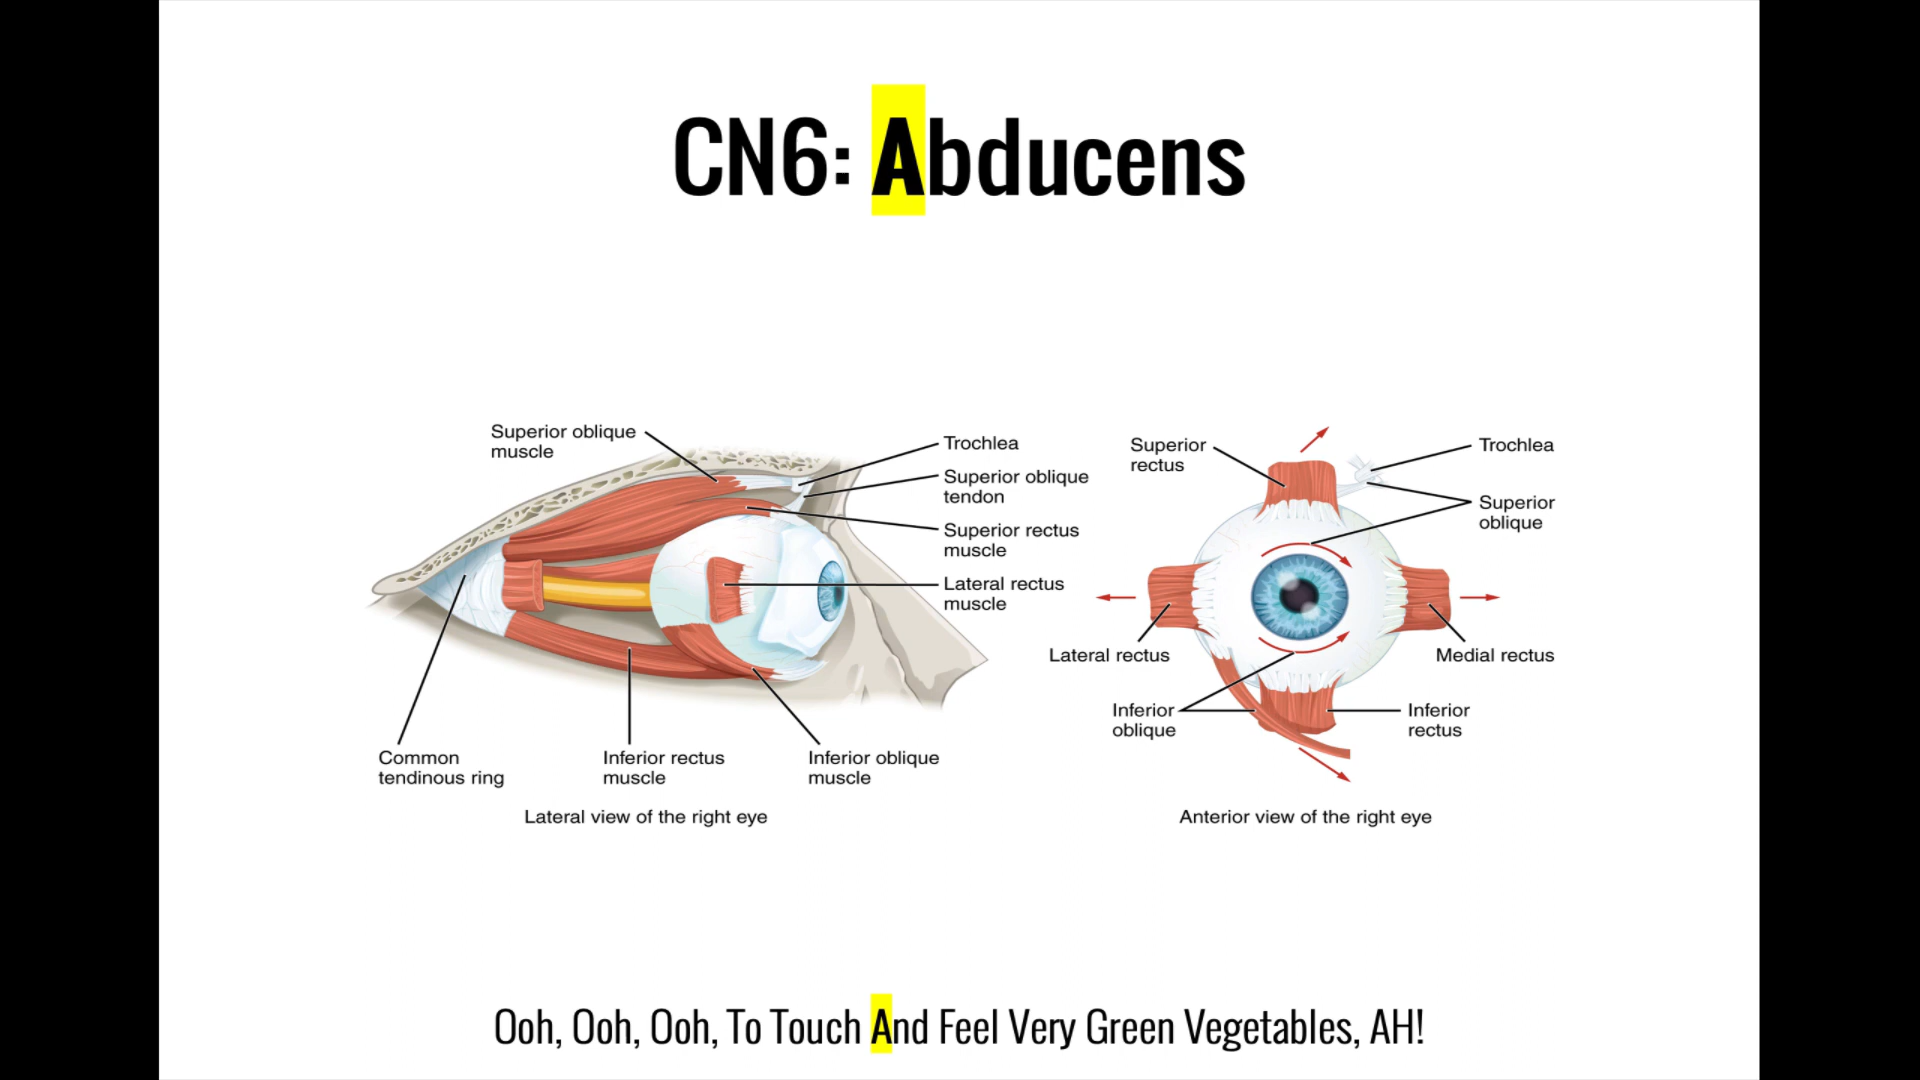 CN6: Abducens
Superior oblique
muscle
Trochlea
Superior oblique
tendon
Superior rectus
muscle
Lateral rectus
muscle
Common
tendinous ring
Inferior rectus
muscle
Inferior oblique
muscle
Lateral view of the right eye
Superior
rectus
Trochlea
Superior
oblique
Lateral rectus
Medial rectus
Inferior
oblique
Inferior
rectus
Anterior view of the right eye
Ooh, Ooh, Ooh, To Touch And Feel Very Green Vegetables, AH!